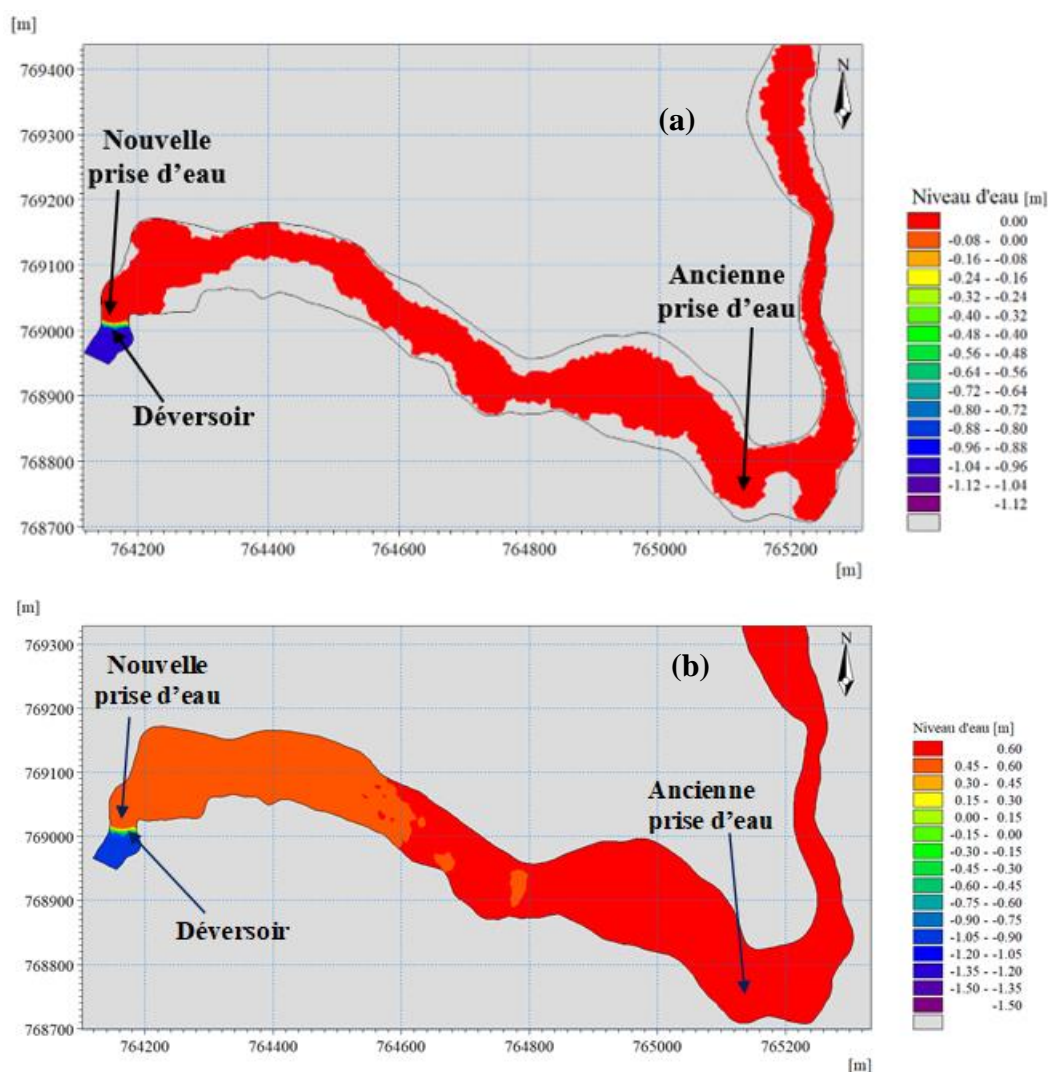 [m]
769400
769300
769200
769100
769000
768900
768800
768700
764200 764400 764600 764800 765000 765200
[m]
(a)
N
Nouvelle
prise d'eau
Déversoir
Ancienne
prise d'eau
Niveau d'eau [m]
0.00
-0.08 - 0.00
-0.16 - -0.08
-0.24 - -0.16
-0.32 - -0.24
-0.40 - -0.32
-0.48 - -0.40
-0.56 - -0.48
-0.64 - -0.56
-0.72 - -0.64
-0.80 - -0.72
-0.88 - -0.80
-0.96 - -0.88
-1.04 - -0.96
-1.12 - -1.04
-1.12
[m]
769300
769200
769100
769000
768900
768800
768700
764200 764400 764600 764800 765000 765200
[m]
(b)
N
Nouvelle
prise d'eau
Déversoir
Ancienne
prise d'eau
Niveau d'eau [m]
0.60
0.45 - 0.60
0.30 - 0.45
0.15 - 0.30
0.00 - 0.15
-0.15 - 0.00
-0.30 - -0.15
-0.45 - -0.30
-0.60 - -0.45
-0.75 - -0.60
-0.90 - -0.75
-1.05 - -0.90
-1.20 - -1.05
-1.35 - -1.20
-1.50 - -1.35
-1.50